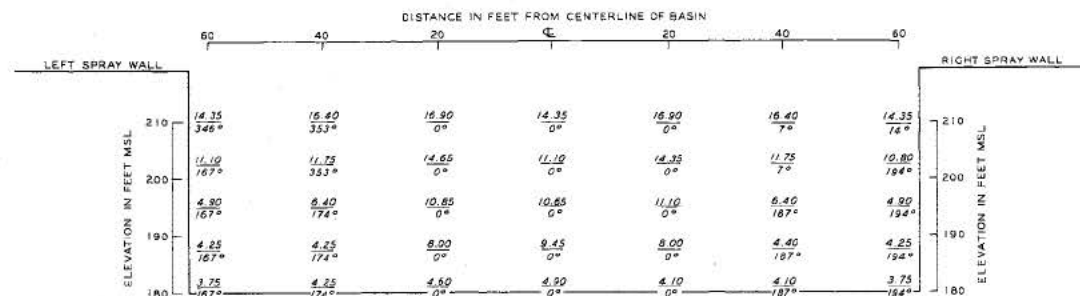 DISTANCE IN FEET FROM CENTERLINE OF BASIN
60 40 20 ℄ 20 40 60
LEFT SPRAY WALL
RIGHT SPRAY WALL
14.35 16.40 16.90 14.35 16.90 16.40 14.35
210 210
346° 353° 0° 0° 0° 7° 14°
11.10 11.75 14.65 11.10 14.35 11.75 10.80
167° 353° 0° 0° 0° 7° 194°
200 200
4.90 6.40 10.85 10.65 11.10 6.40 4.90
167° 174° 0° 0° 0° 187° 194°
190 190
4.25 4.25 8.00 9.45 8.00 4.40 4.25
167° 174° 0° 0° 0° 187° 194°
3.75 4.25 4.60 4.90 4.10 4.10 3.75
180 180
167° 174° 0° 0° 0° 187° 194°
ELEVATION IN FEET MSL
ELEVATION IN FEET MSL